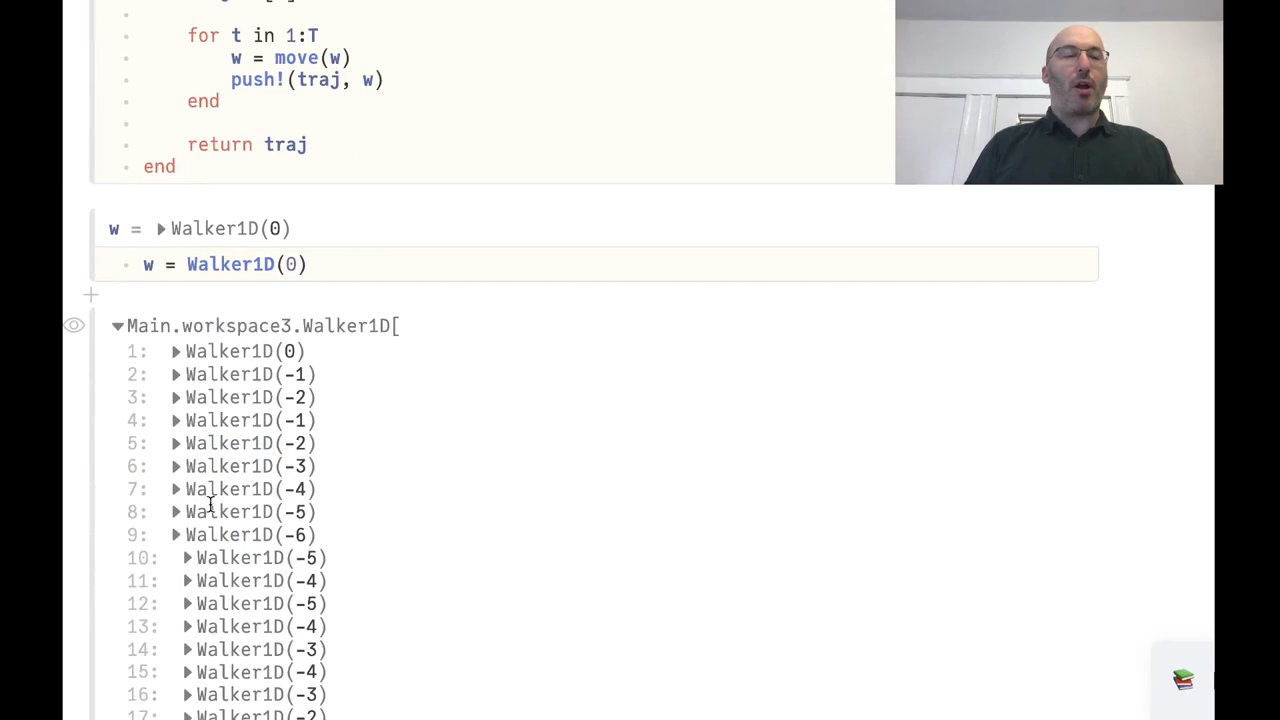 for t in 1:T
w = move(w)
push!(traj, w)
end
return traj
end
w = Walker1D(0)
w = Walker1D(0)
Main.workspace3.Walker1D[
1: Walker1D(0)
2: Walker1D(-1)
3: Walker1D(-2)
4: Walker1D(-1)
5: Walker1D(-2)
6: Walker1D(-3)
7: Walker1D(-4)
8: Walker1D(-5)
9: Walker1D(-6)
10: Walker1D(-5)
11: Walker1D(-4)
12: Walker1D(-5)
13: Walker1D(-4)
14: Walker1D(-3)
15: Walker1D(-4)
16: Walker1D(-3)
17: Walker1D(-2)